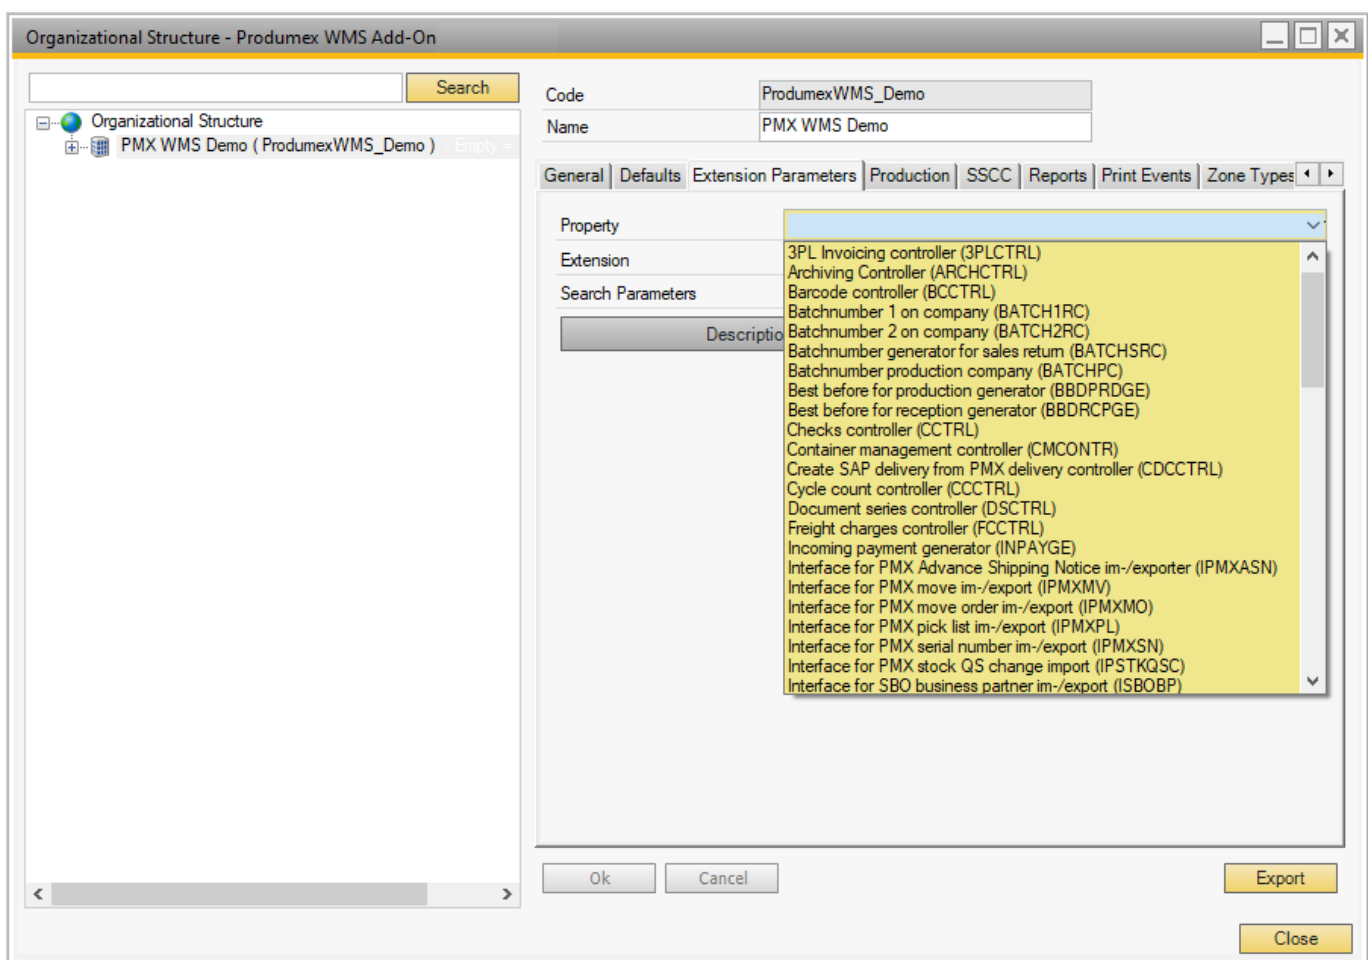 Organizational Structure - Produmex WMS Add-On
Search
Organizational Structure
PMX WMS Demo ( ProdumexWMS_Demo ) - Empty =
Code
ProdumexWMS_Demo
Name
PMX WMS Demo
General
Defaults
Extension Parameters
Production
SSCC
Reports
Print Events
Zone Types
Property
Extension
Search Parameters
Descriptio
3PL Invoicing controller (3PLCTRL)
Archiving Controller (ARCHCTRL)
Barcode controller (BCCTRL)
Batchnumber 1 on company (BATCH1RC)
Batchnumber 2 on company (BATCH2RC)
Batchnumber generator for sales return (BATCHSRC)
Batchnumber production company (BATCHPC)
Best before for production generator (BBDPRDGE)
Best before for reception generator (BBDRCPGE)
Checks controller (CCTRL)
Container management controller (CMCONTR)
Create SAP delivery from PMX delivery controller (CDCCTRL)
Cycle count controller (CCCTRL)
Document series controller (DSCTRL)
Freight charges controller (FCCTRL)
Incoming payment generator (INPAYGE)
Interface for PMX Advance Shipping Notice im-/exporter (IPMXASN)
Interface for PMX move im-/export (IPMXMV)
Interface for PMX move order im-/export (IPMXMO)
Interface for PMX pick list im-/export (IPMXPL)
Interface for PMX serial number im-/export (IPMXSN)
Interface for PMX stock QS change import (IPSTKQSC)
Interface for SBO business partner im-/export (ISBOBP)
Ok
Cancel
Export
Close